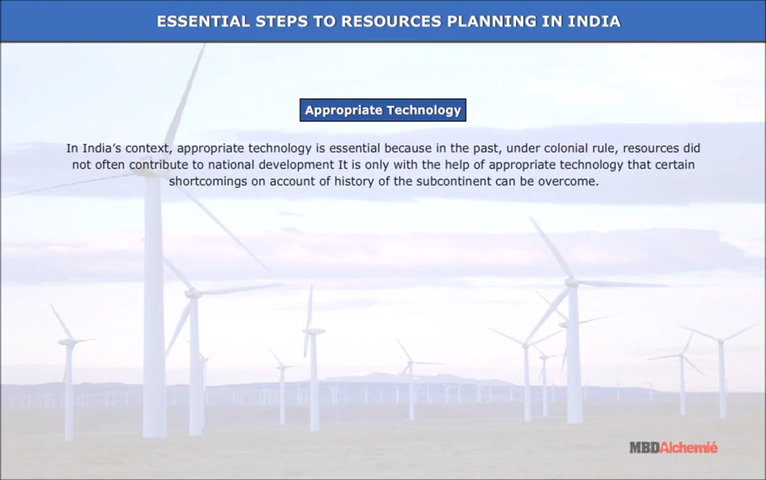 ESSENTIAL STEPS TO RESOURCES PLANNING IN INDIA
Appropriate Technology
In India's context, appropriate technology is essential because in the past, under colonial rule, resources did
not often contribute to national development It is only with the help of appropriate technology that certain
shortcomings on account of history of the subcontinent can be overcome.
MBDAlchemié